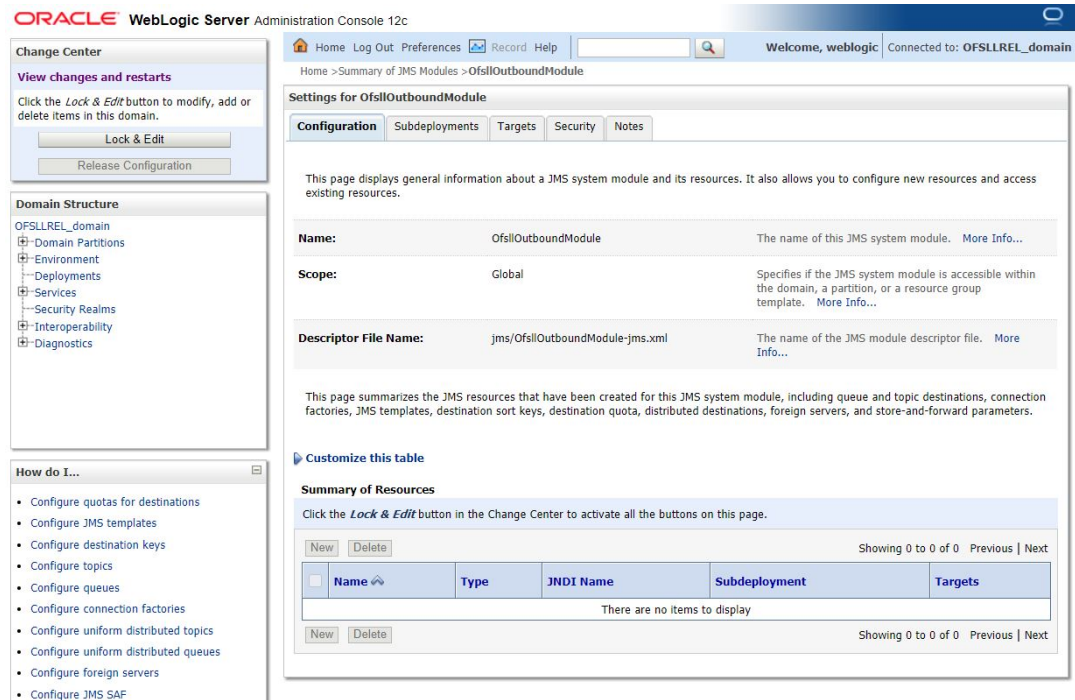 ORACLE WebLogic Server Administration Console 12c
Change Center
View changes and restarts
Click the Lock & Edit button to modify, add or
delete items in this domain.
Lock & Edit
Release Configuration
Domain Structure
OFSLLREL_domain
Domain Partitions
Environment
Deployments
Services
Security Realms
Interoperability
Diagnostics
How do I...
Configure quotas for destinations
Configure JMS templates
Configure destination keys
Configure topics
Configure queues
Configure connection factories
Configure uniform distributed topics
Configure uniform distributed queues
Configure foreign servers
Configure JMS SAF
Home Log Out Preferences Record Help
Welcome, weblogic Connected to: OFSLLREL_domain
Home >Summary of JMS Modules >OfsllOutboundModule
Settings for OfsllOutboundModule
Configuration Subdeployments Targets Security Notes
This page displays general information about a JMS system module and its resources. It also allows you to configure new resources and access
existing resources.
Name: OfsllOutboundModule The name of this JMS system module. More Info...
Scope: Global Specifies if the JMS system module is accessible within
the domain, a partition, or a resource group
template. More Info...
Descriptor File Name: jms/OfsllOutboundModule-jms.xml The name of the JMS module descriptor file. More
Info...
This page summarizes the JMS resources that have been created for this JMS system module, including queue and topic destinations, connection
factories, JMS templates, destination sort keys, destination quota, distributed destinations, foreign servers, and store-and-forward parameters.
Customize this table
Summary of Resources
Click the Lock & Edit button in the Change Center to activate all the buttons on this page.
New Delete Showing 0 to 0 of 0 Previous | Next
Name Type JNDI Name Subdeployment Targets
There are no items to display
New Delete Showing 0 to 0 of 0 Previous | Next